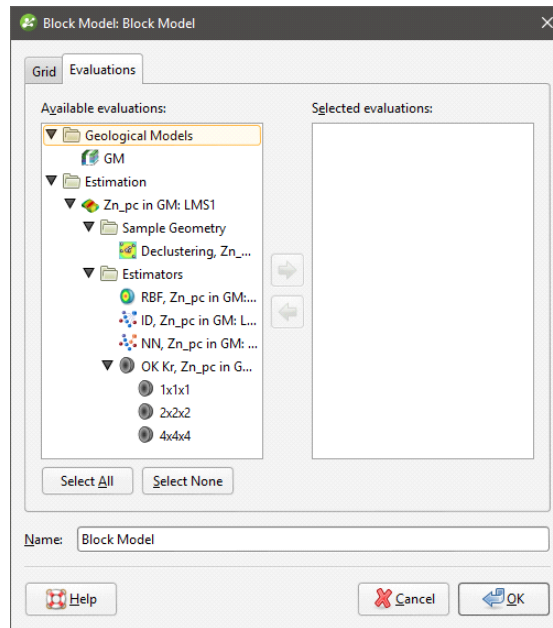 Block Model: Block Model
Grid
Evaluations
Available evaluations:
Selected evaluations:
Geological Models
GM
Estimation
Zn_pc in GM: LMS1
Sample Geometry
Declustering, Zn_...
Estimators
RBF, Zn_pc in GM:...
ID, Zn_pc in GM: L...
NN, Zn_pc in GM: ...
OK Kr, Zn_pc in G...
1x1x1
2x2x2
4x4x4
Select All
Select None
Name:
Block Model
Help
Cancel
OK